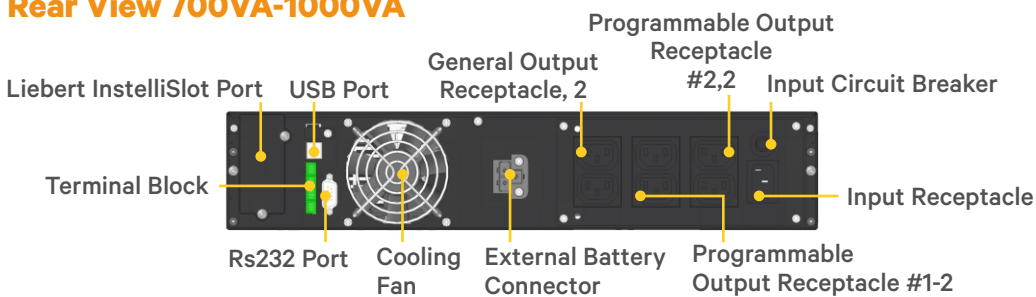 Rear View 700VA-1000VA
Programmable Output
Receptacle
#2,2
General Output
Receptacle, 2
Input Circuit Breaker
Liebert InstelliSlot Port
USB Port
Terminal Block
Input Receptacle
Rs232 Port
Cooling
Fan
External Battery
Connector
Programmable
Output Receptacle #1-2